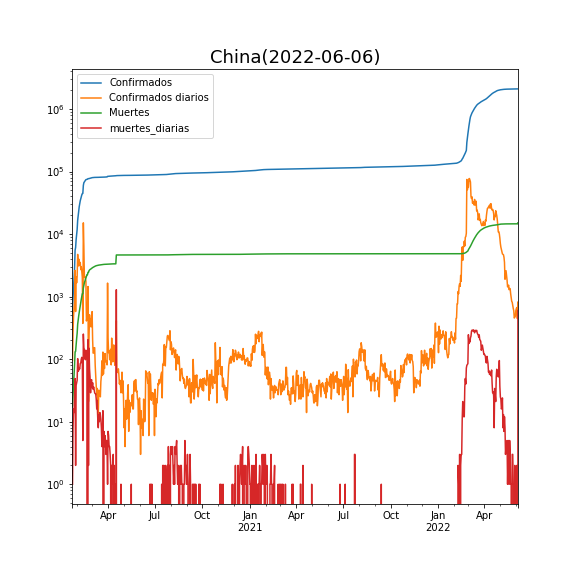 China(2022-06-06)
Confirmados
Confirmados diarios
Muertes
muertes_diarias
10^6
10^5
10^4
10^3
10^2
10^1
10^0
Apr Jul Oct Jan Apr Jul Oct Jan Apr
2021 2022